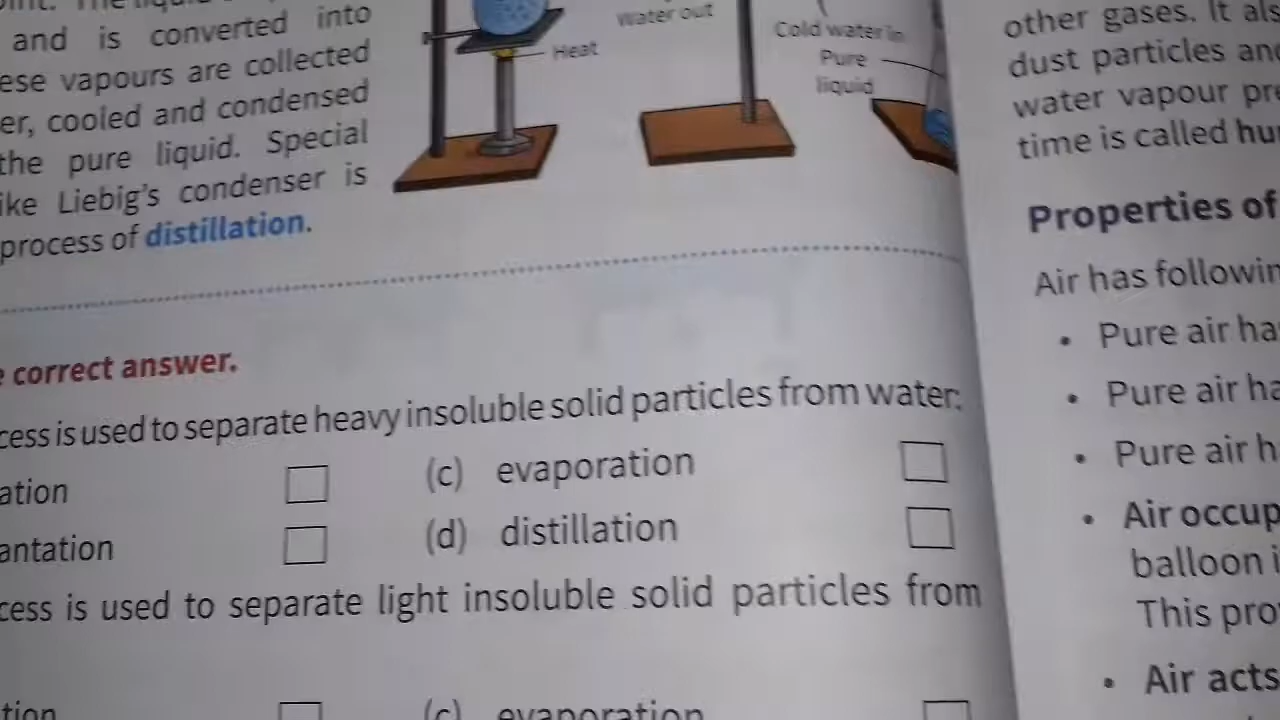 and is converted into
ese vapours are collected
er, cooled and condensed
the pure liquid. Special
ike Liebig's condenser is
process of distillation.
Heat
Water out
Cold water in
Pure
liquid
e correct answer.
cess is used to separate heavy insoluble solid particles from water:
ation
(c) evaporation
antation
(d) distillation
cess is used to separate light insoluble solid particles from
tion
(c) evaporation
other gases. It als
dust particles and
water vapour pre
time is called hu
Properties of
Air has followin
• Pure air ha
• Pure air ha
• Pure air h
• Air occup
balloon i
This pro
• Air acts